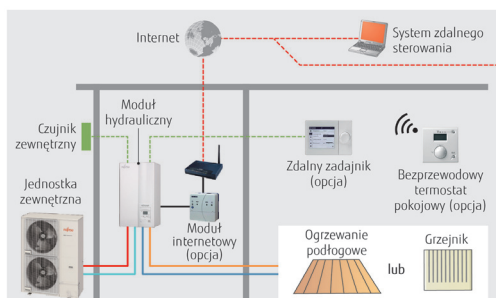 Internet
System zdalnego
sterowania
Moduł
hydrauliczny
Czujnik
zewnętrzny
Jednostka
zewnętrzna
Moduł
internetowy
(opcja)
Zdalny zadajnik
(opcja)
Bezprzewodowy
termostat
pokojowy (opcja)
Ogrzewanie
podłogowe
lub
Grzejnik